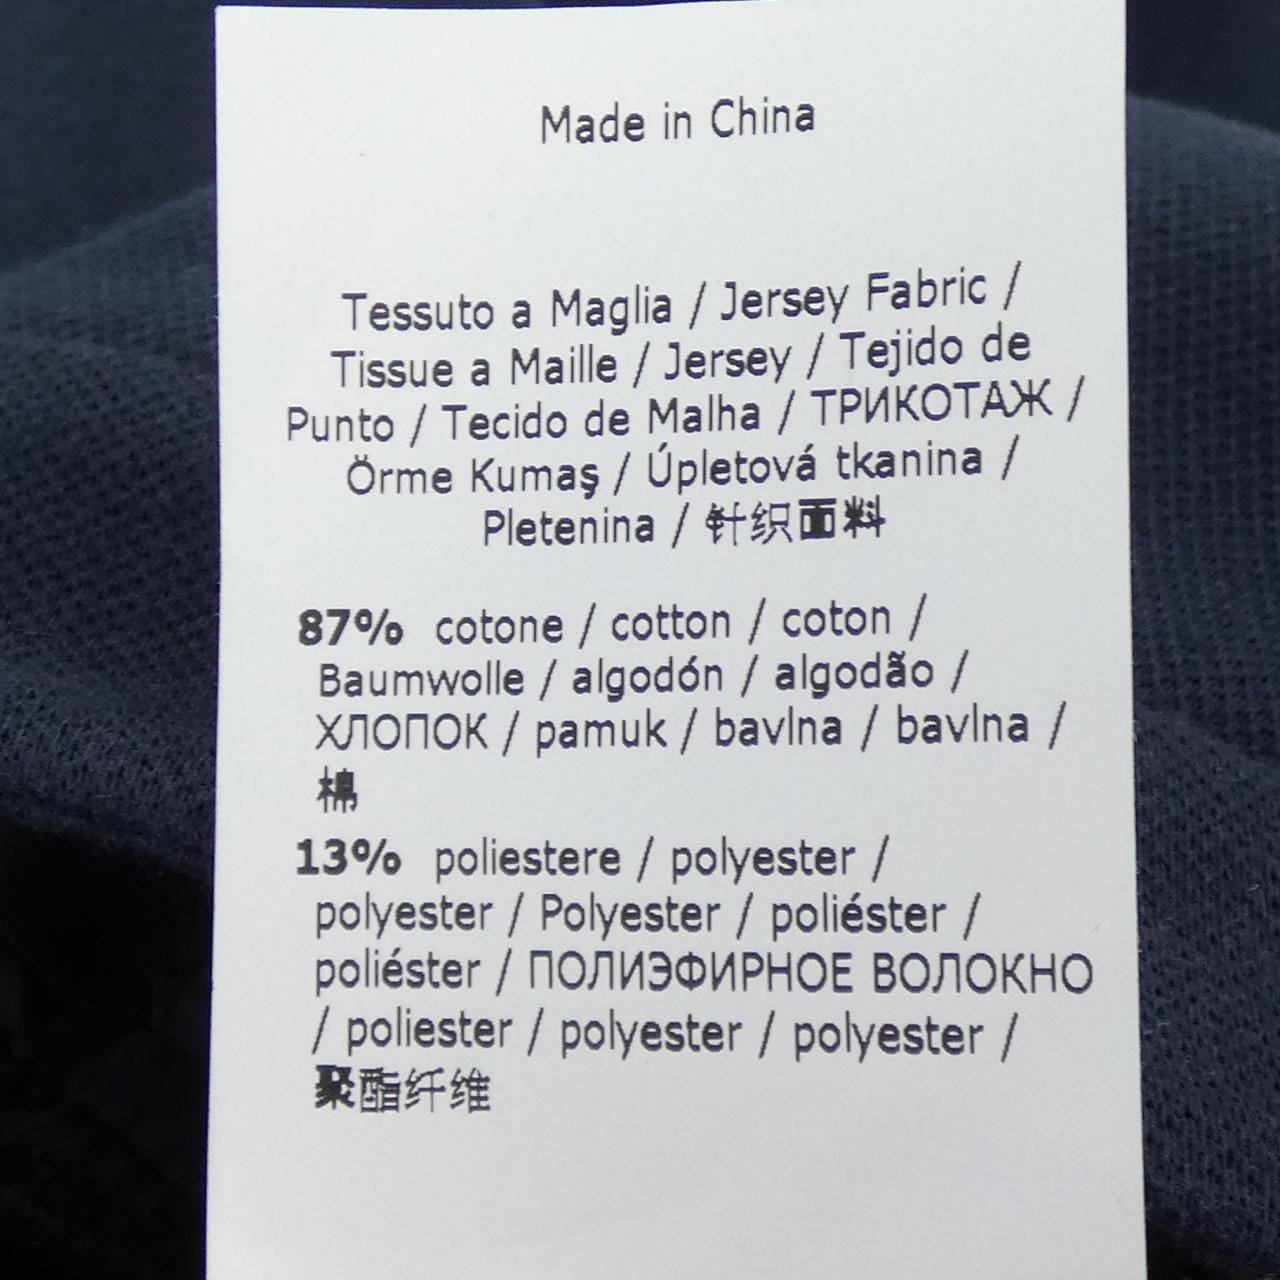 Made in China
Tessuto a Maglia / Jersey Fabric /
Tissue a Maille / Jersey / Tejido de
Punto / Tecido de Malha / ТРИКОТАЖ /
Örme Kumaş / Úpletová tkanina /
Pletenina / 针织面料
87% cotone / cotton / coton /
Baumwolle / algodón / algodão /
ХЛОПОК / pamuk / bavlna / bavlna /
棉
13% poliestere / polyester /
polyester / Polyester / poliéster /
poliéster / ПОЛИЭФИРНОЕ ВОЛОКНО
/ poliester / polyester / polyester /
聚酯纤维